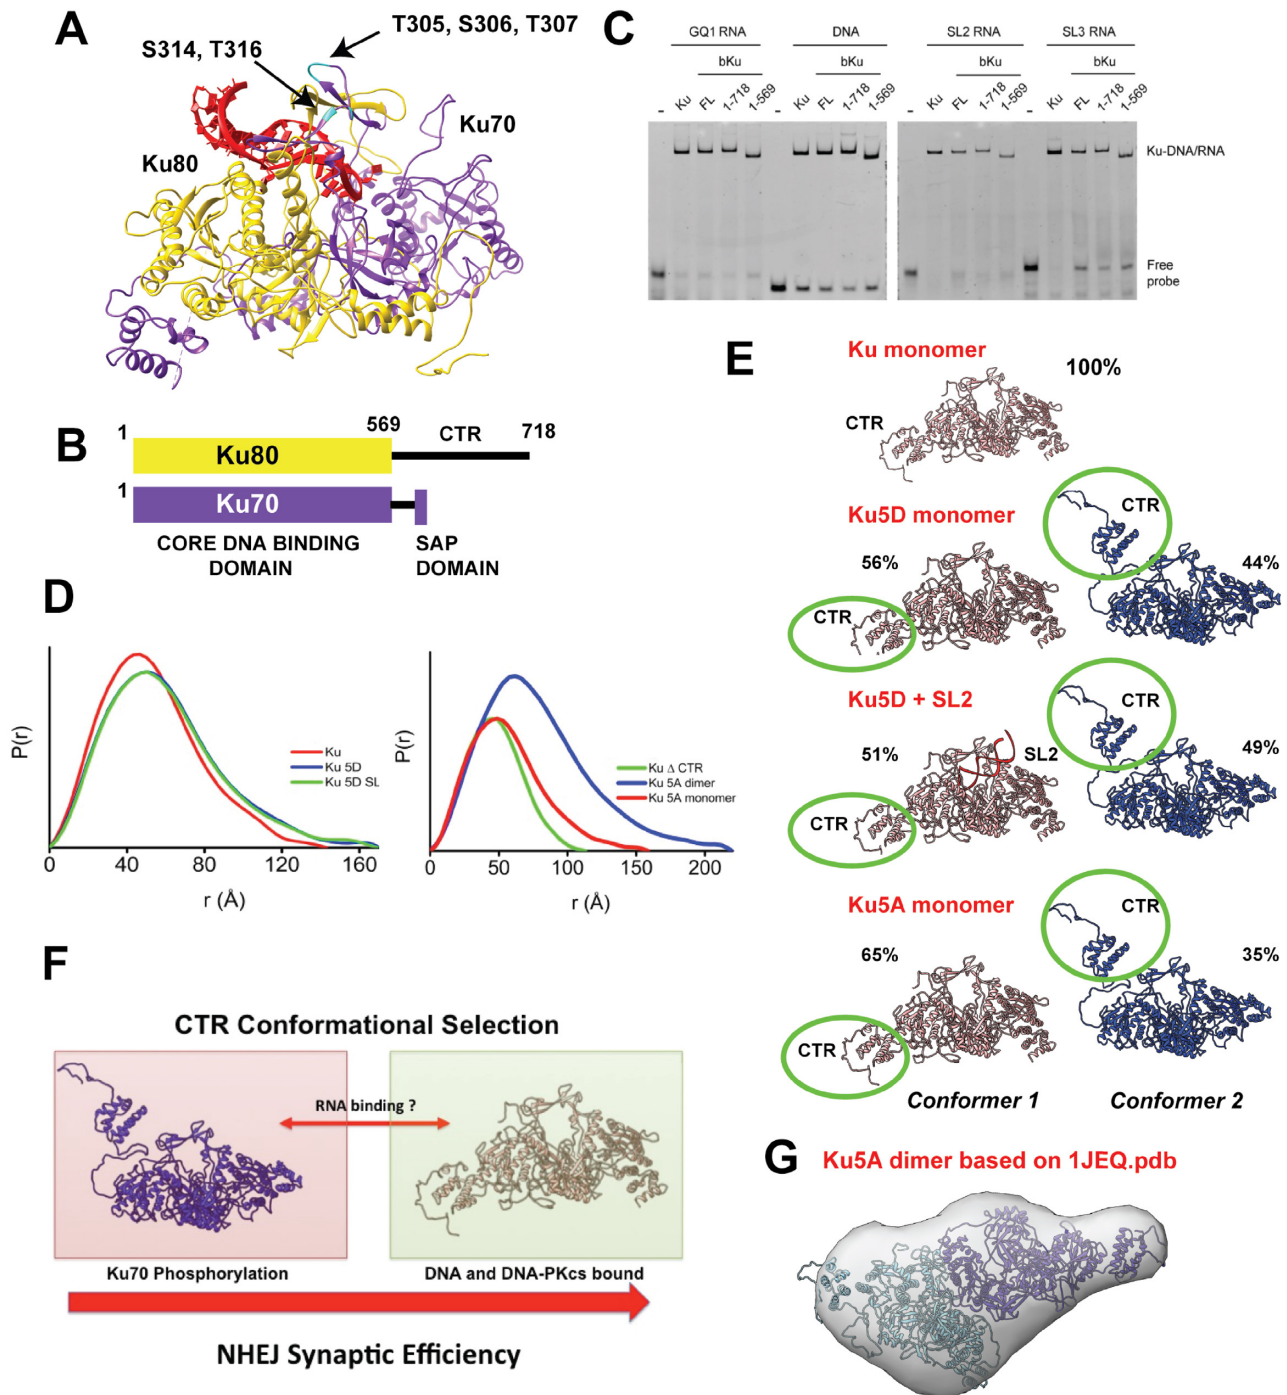 A
T305, S306, T307
S314, T316
Ku70
Ku80
B
1
569
CTR
718
Ku80
1
Ku70
CORE DNA BINDING
DOMAIN
SAP
DOMAIN
C
GQ1 RNA
DNA
SL2 RNA
SL3 RNA
bKu
bKu
bKu
bKu
- Ku FL 1-718 1-569
- Ku FL 1-718 1-569
- Ku FL 1-718 1-569
- Ku FL 1-718 1-569
Ku-DNA/RNA
Free
probe
D
P(r)
Ku
Ku 5D
Ku 5D SL
0 40 80 120 160
r (Å)
P(r)
Ku Δ CTR
Ku 5A dimer
Ku 5A monomer
0 50 100 150 200
r (Å)
E
Ku monomer
100%
CTR
Ku5D monomer
56%
CTR
CTR
44%
Ku5D + SL2
51%
SL2
CTR
CTR
49%
Ku5A monomer
65%
CTR
CTR
35%
Conformer 1
Conformer 2
F
CTR Conformational Selection
RNA binding ?
Ku70 Phosphorylation
DNA and DNA-PKcs bound
NHEJ Synaptic Efficiency
G
Ku5A dimer based on 1JEQ.pdb